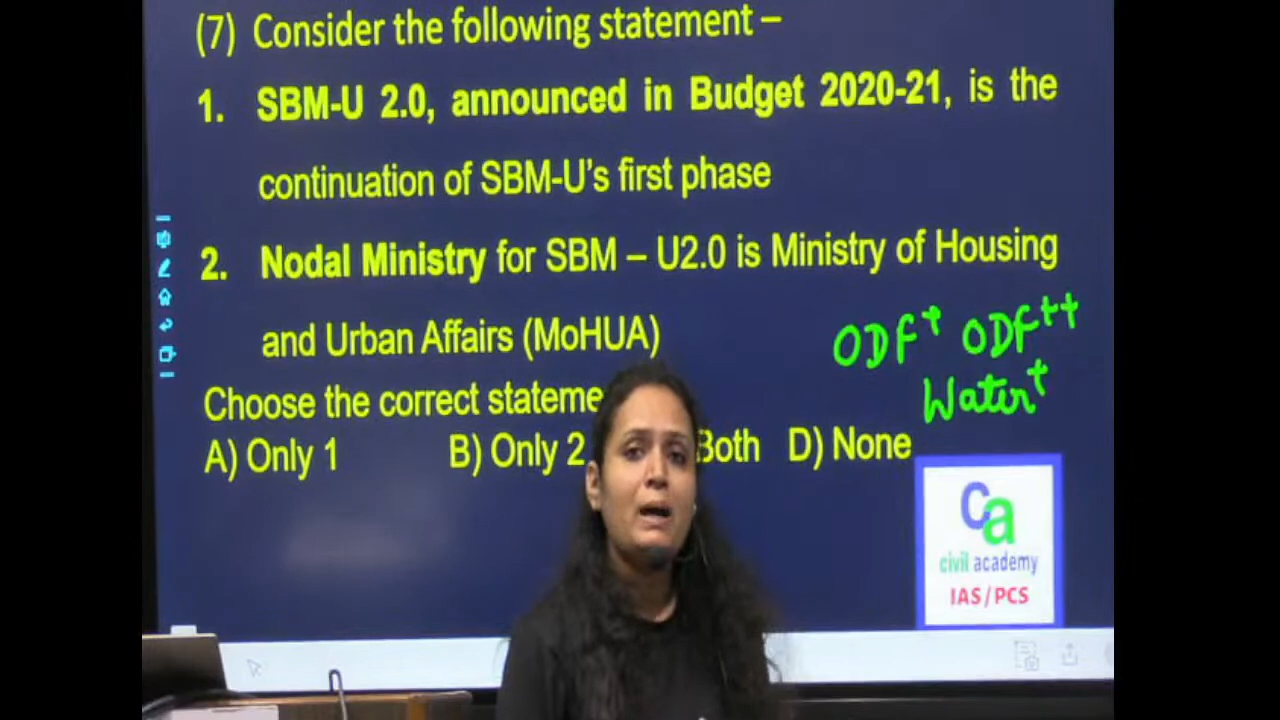 (7) Consider the following statement –
1. SBM-U 2.0, announced in Budget 2020-21, is the
continuation of SBM-U's first phase
2. Nodal Ministry for SBM – U2.0 is Ministry of Housing
and Urban Affairs (MoHUA)
ODF+ ODF++
Water+
Choose the correct
A) Only 1 B) Only 2 Both D) None
Ca
civil academy
IAS/PCS